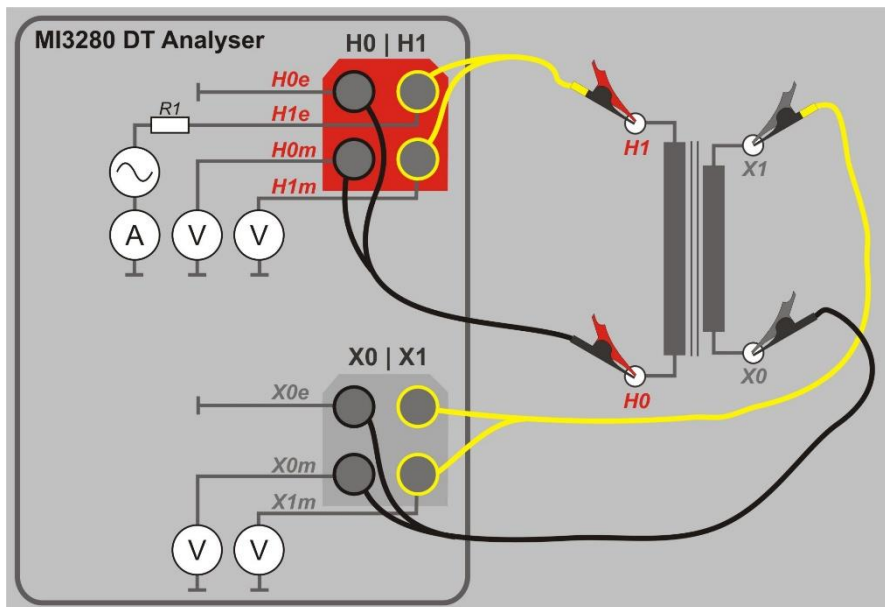 MI3280 DT Analyser
H0 | H1
H0e
R1
H1e
H0m
H1m
A
V
V
H1
X1
H0
X0
X0 | X1
X0e
X0m
X1m
V
V